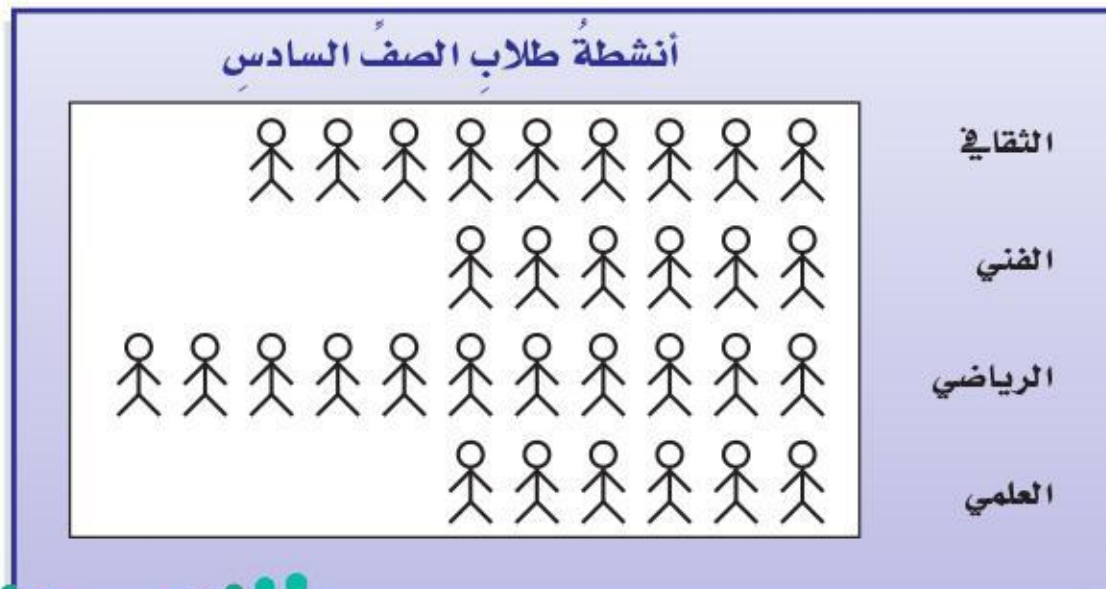 أنشطةُ طلابِ الصفِّ السادسِ
الثقافي
الفني
الرياضي
العلمي